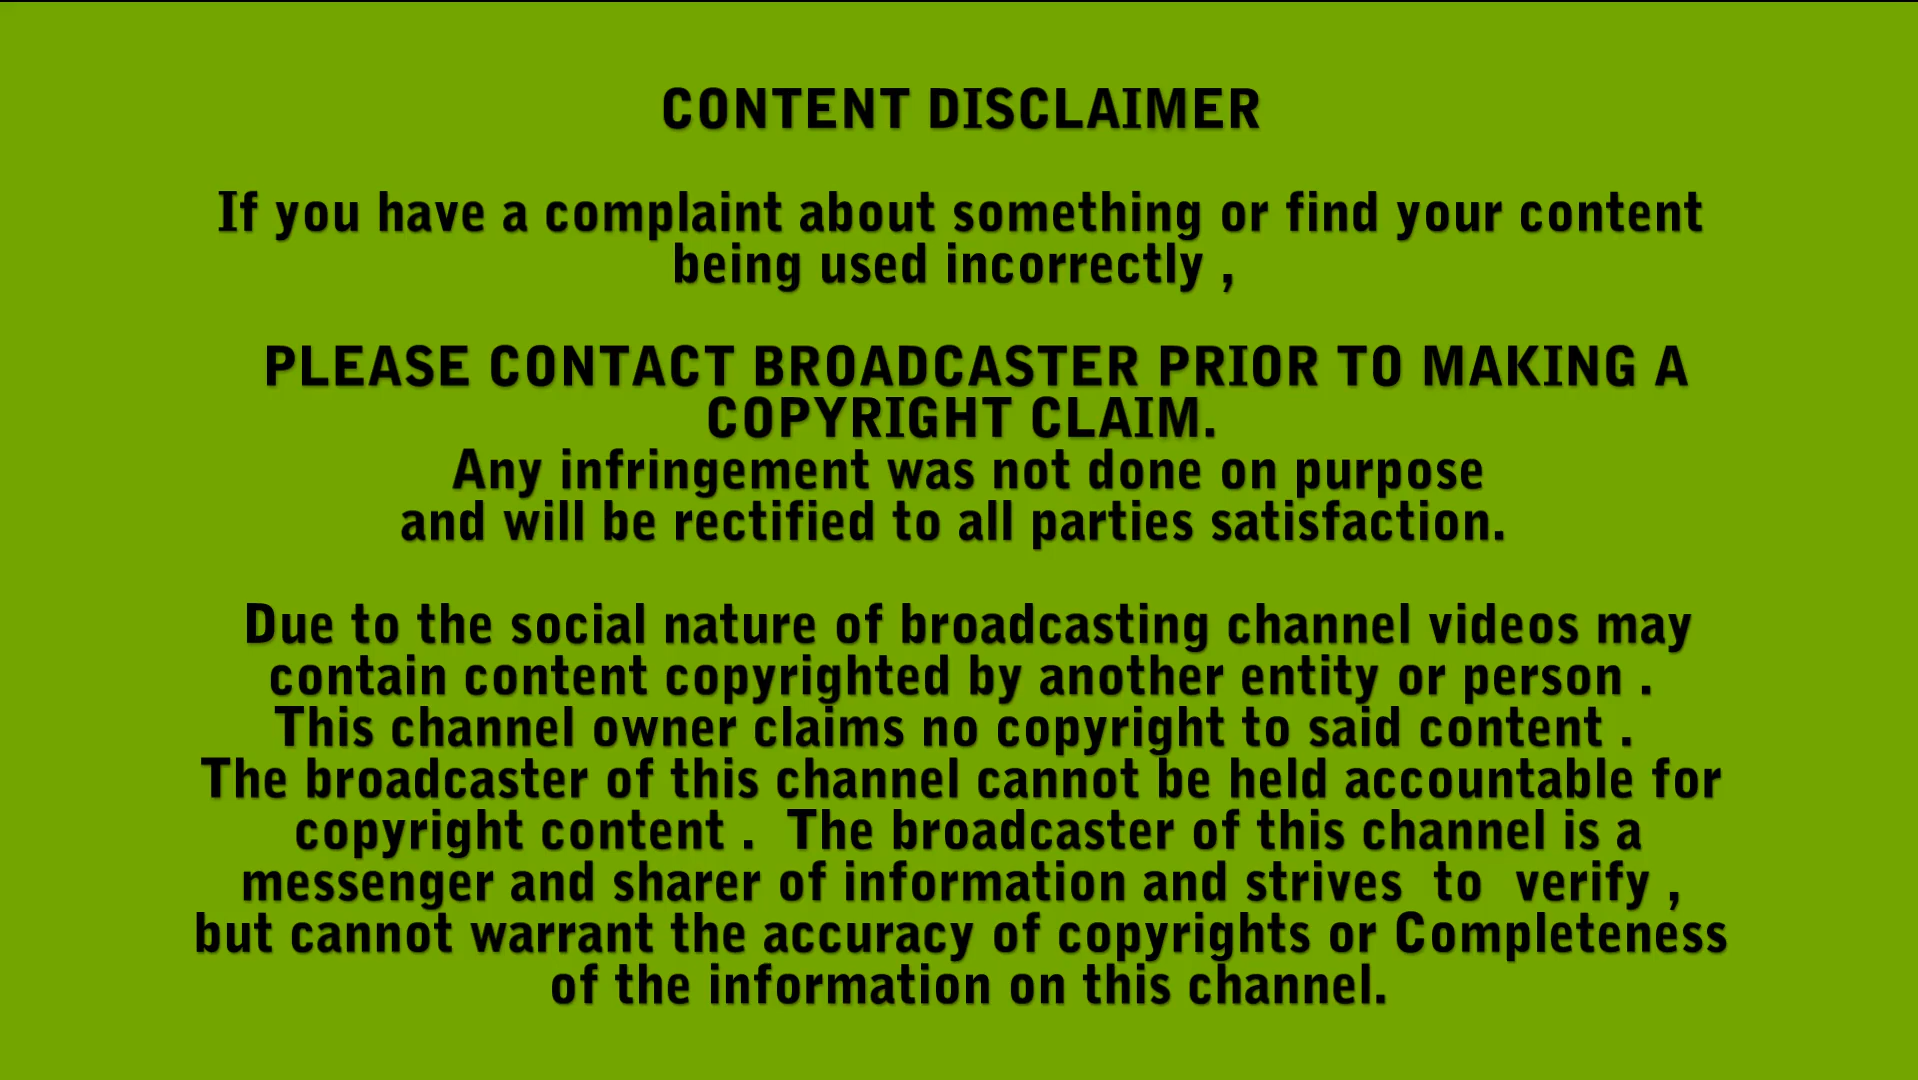 CONTENT DISCLAIMER
If you have a complaint about something or find your content
being used incorrectly ,
PLEASE CONTACT BROADCASTER PRIOR TO MAKING A
COPYRIGHT CLAIM.
Any infringement was not done on purpose
and will be rectified to all parties satisfaction.
Due to the social nature of broadcasting channel videos may
contain content copyrighted by another entity or person .
This channel owner claims no copyright to said content .
The broadcaster of this channel cannot be held accountable for
copyright content .  The broadcaster of this channel is a
messenger and sharer of information and strives  to  verify ,
but cannot warrant the accuracy of copyrights or Completeness
of the information on this channel.